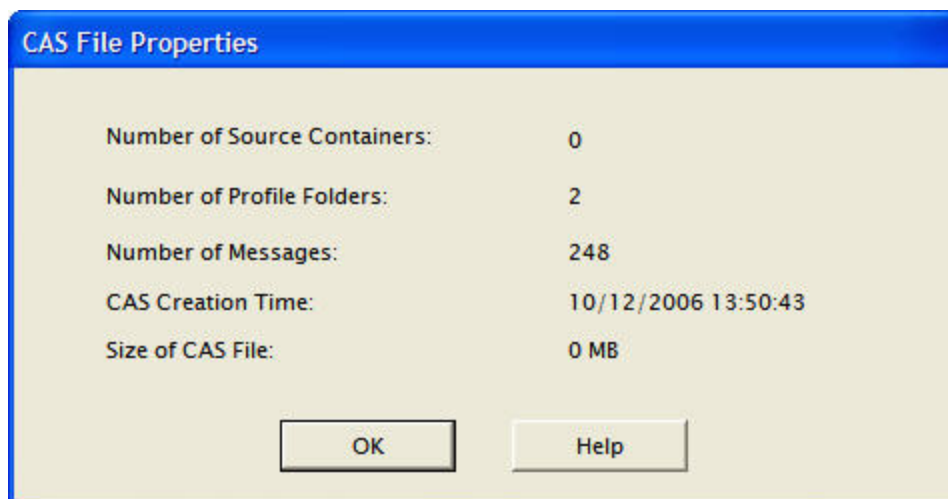 CAS File Properties
Number of Source Containers: 0
Number of Profile Folders: 2
Number of Messages: 248
CAS Creation Time: 10/12/2006 13:50:43
Size of CAS File: 0 MB
OK Help